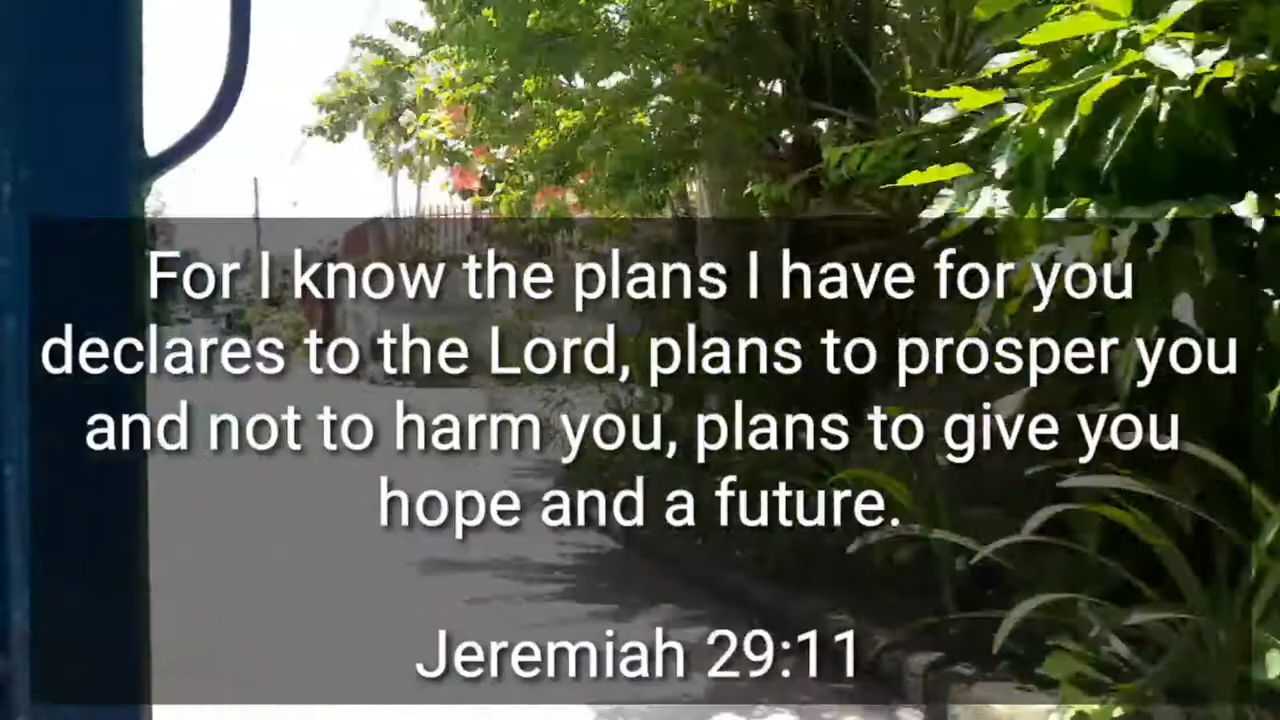 For I know the plans I have for you
declares to the Lord, plans to prosper you
and not to harm you, plans to give you
hope and a future.
Jeremiah 29:11